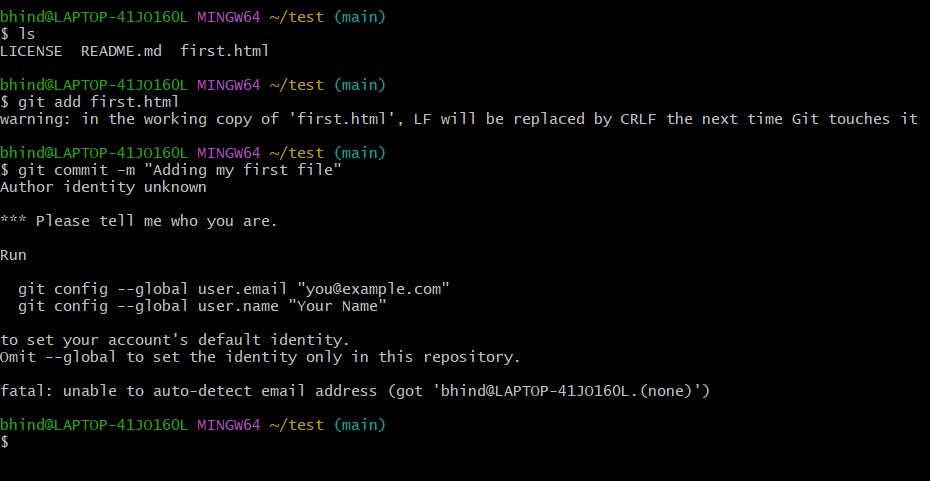 bhind@LAPTOP-41JO16OL MINGW64 ~/test (main)
$ ls
LICENSE  README.md  first.html
bhind@LAPTOP-41JO16OL MINGW64 ~/test (main)
$ git add first.html
warning: in the working copy of 'first.html', LF will be replaced by CRLF the next time Git touches it
bhind@LAPTOP-41JO16OL MINGW64 ~/test (main)
$ git commit -m "Adding my first file"
Author identity unknown
*** Please tell me who you are.
Run
  git config --global user.email "you@example.com"
  git config --global user.name "Your Name"
to set your account's default identity.
Omit --global to set the identity only in this repository.
fatal: unable to auto-detect email address (got 'bhind@LAPTOP-41JO16OL.(none)')
bhind@LAPTOP-41JO16OL MINGW64 ~/test (main)
$